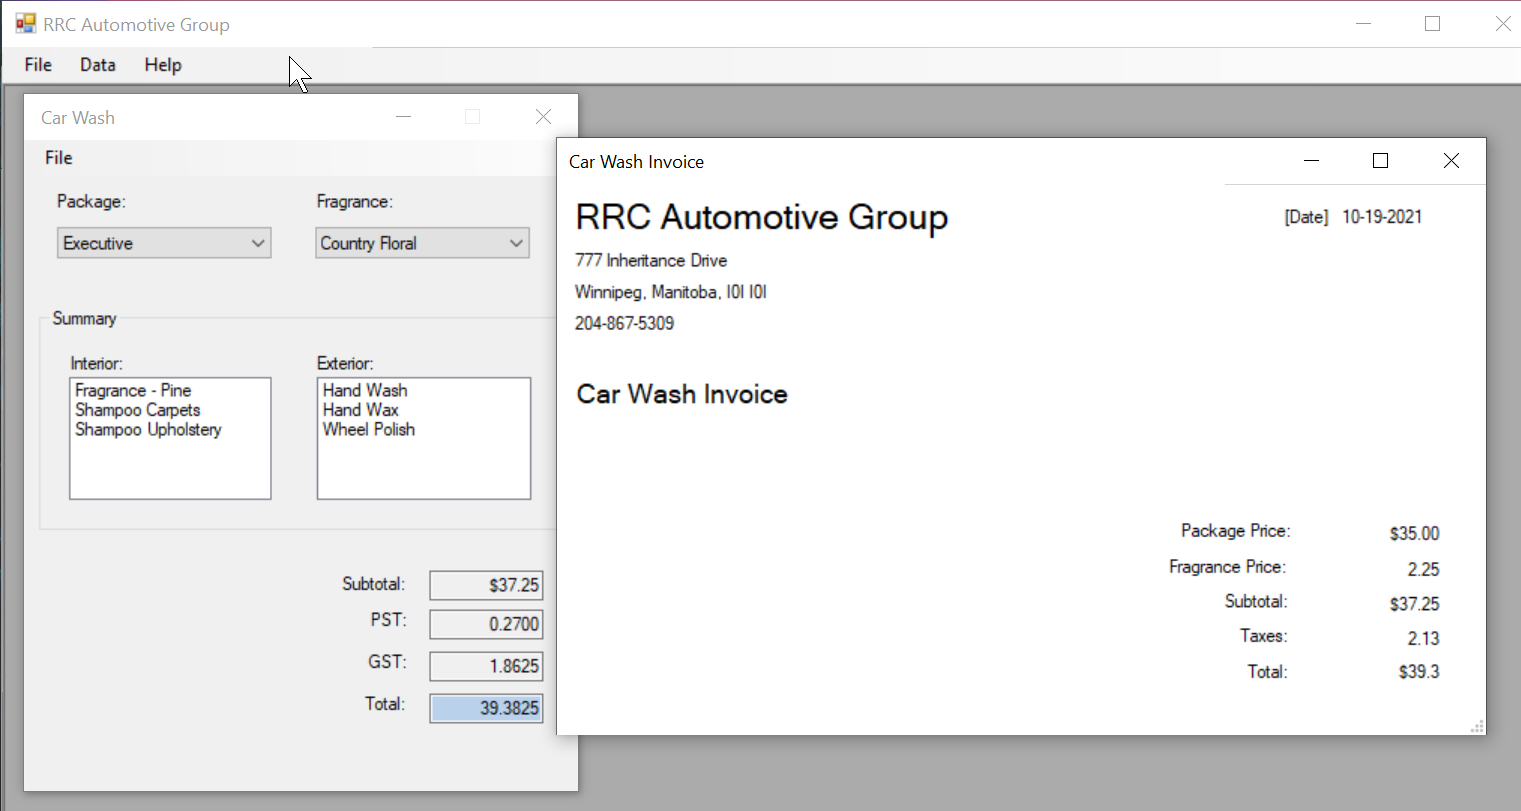 RRC Automotive Group
File Data Help
Car Wash
File
Package: Fragrance:
Executive Country Floral
Summary
Interior: Exterior:
Fragrance - Pine Hand Wash
Shampoo Carpets Hand Wax
Shampoo Upholstery Wheel Polish
Subtotal: $37.25
PST: 0.2700
GST: 1.8625
Total: 39.3825
Car Wash Invoice
RRC Automotive Group [Date] 10-19-2021
777 Inheritance Drive
Winnipeg, Manitoba, I0I I0I
204-867-5309
Car Wash Invoice
Package Price: $35.00
Fragrance Price: 2.25
Subtotal: $37.25
Taxes: 2.13
Total: $39.3